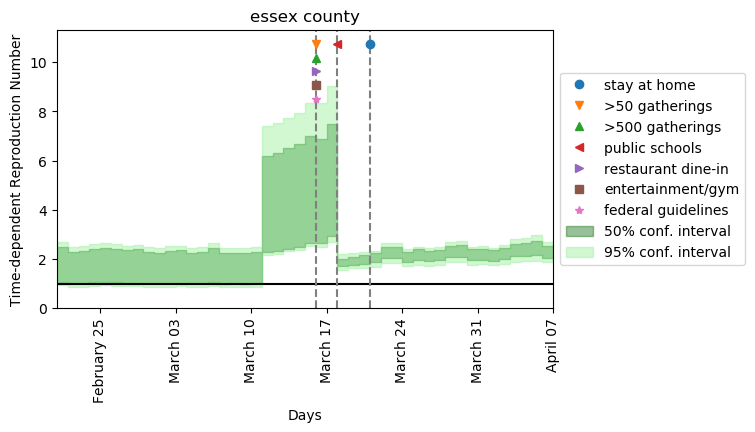 essex county
Time-dependent Reproduction Number
10
8
6
4
2
0
February 25
March 03
March 10
March 17
March 24
March 31
April 07
Days
stay at home
>50 gatherings
>500 gatherings
public schools
restaurant dine-in
entertainment/gym
federal guidelines
50% conf. interval
95% conf. interval